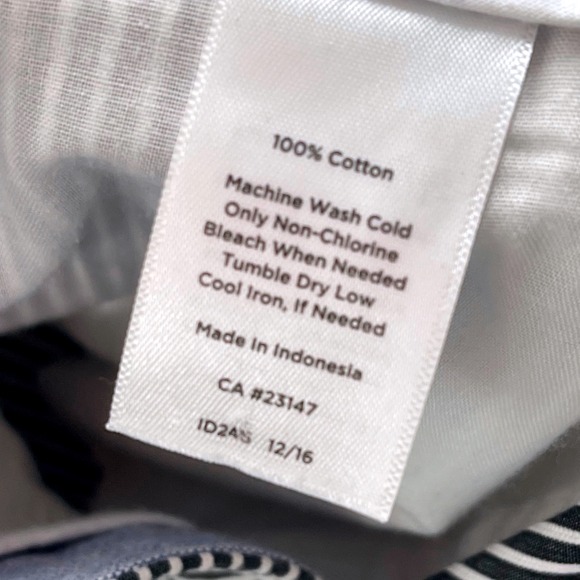 100% Cotton
Machine Wash Cold
Only Non-Chlorine
Bleach When Needed
Tumble Dry Low
Cool Iron, If Needed
Made In Indonesia
CA #23147
12/16